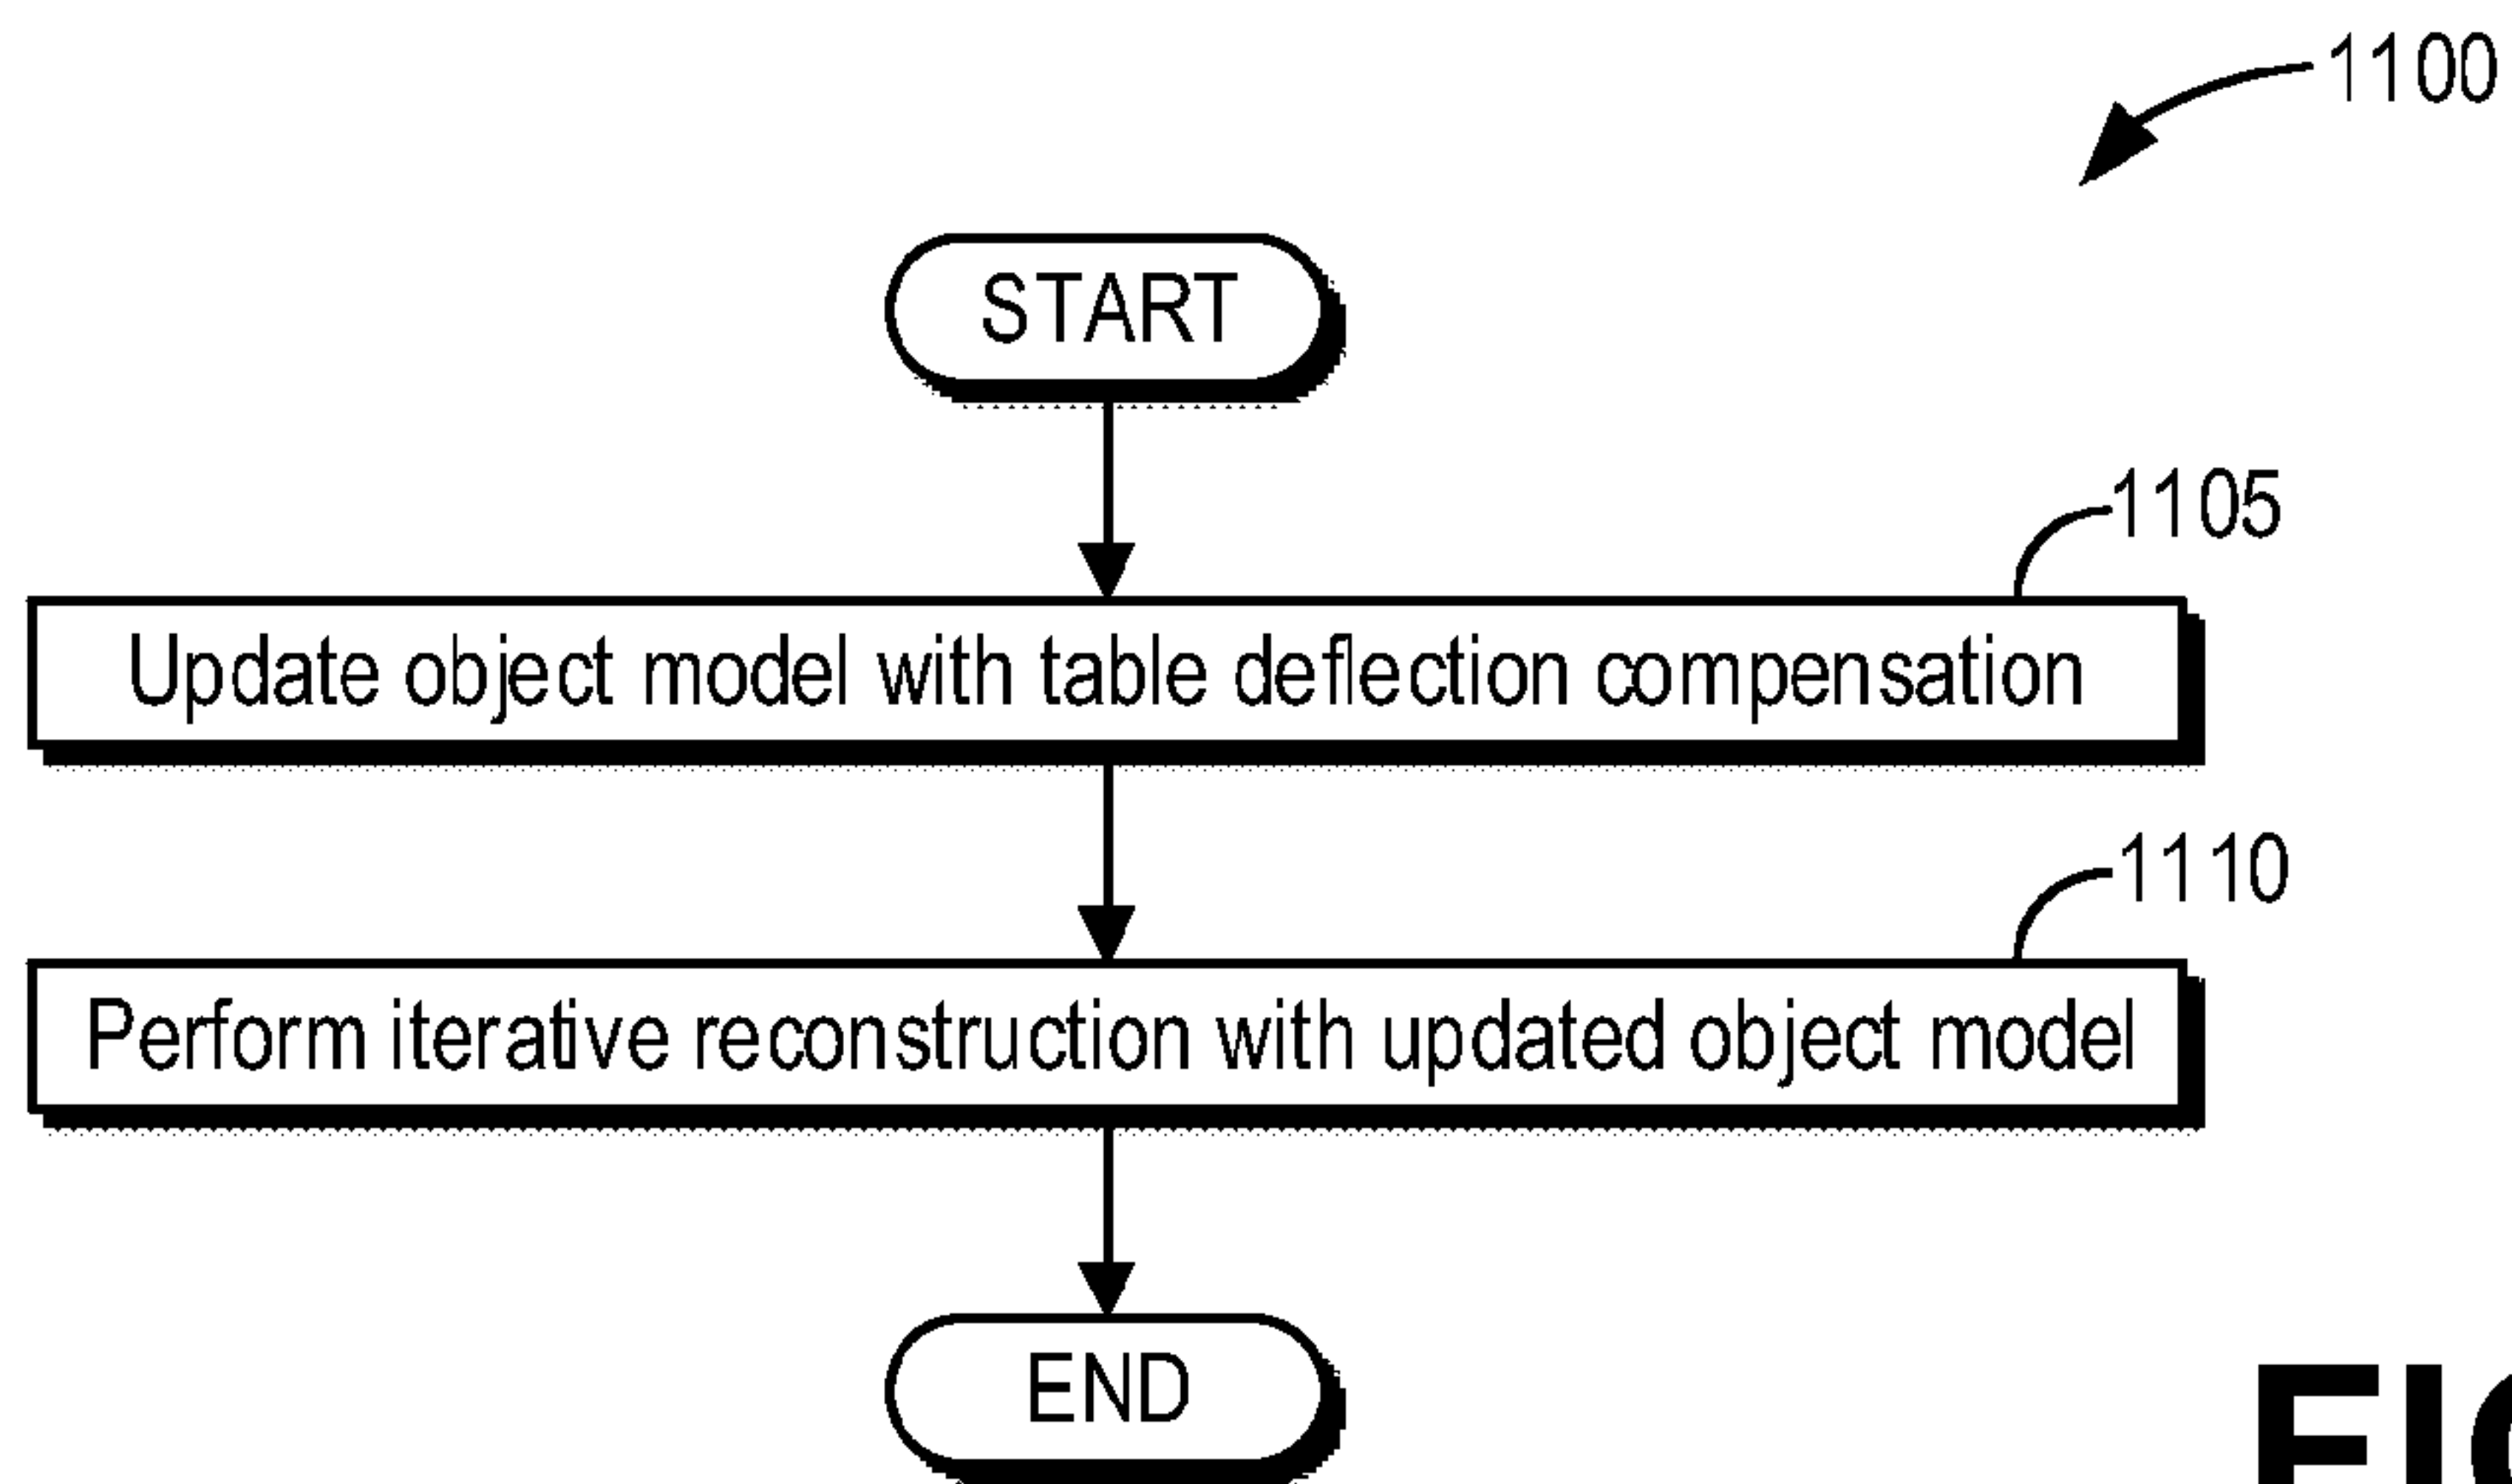 1100
START
1105
Update object model with table deflection compensation
1110
Perform iterative reconstruction with updated object model
END